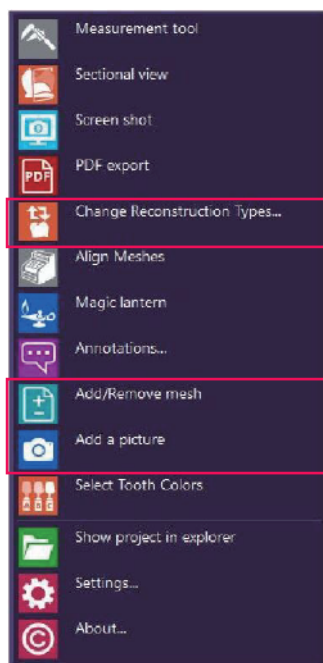 Measurement tool
Sectional view
Screen shot
PDF export
PDF
Change Reconstruction Types...
Align Meshes
Magic lantern
Annotations...
Add/Remove mesh
Add a picture
Select Tooth Colors
A B C
Show project in explorer
Settings...
About...